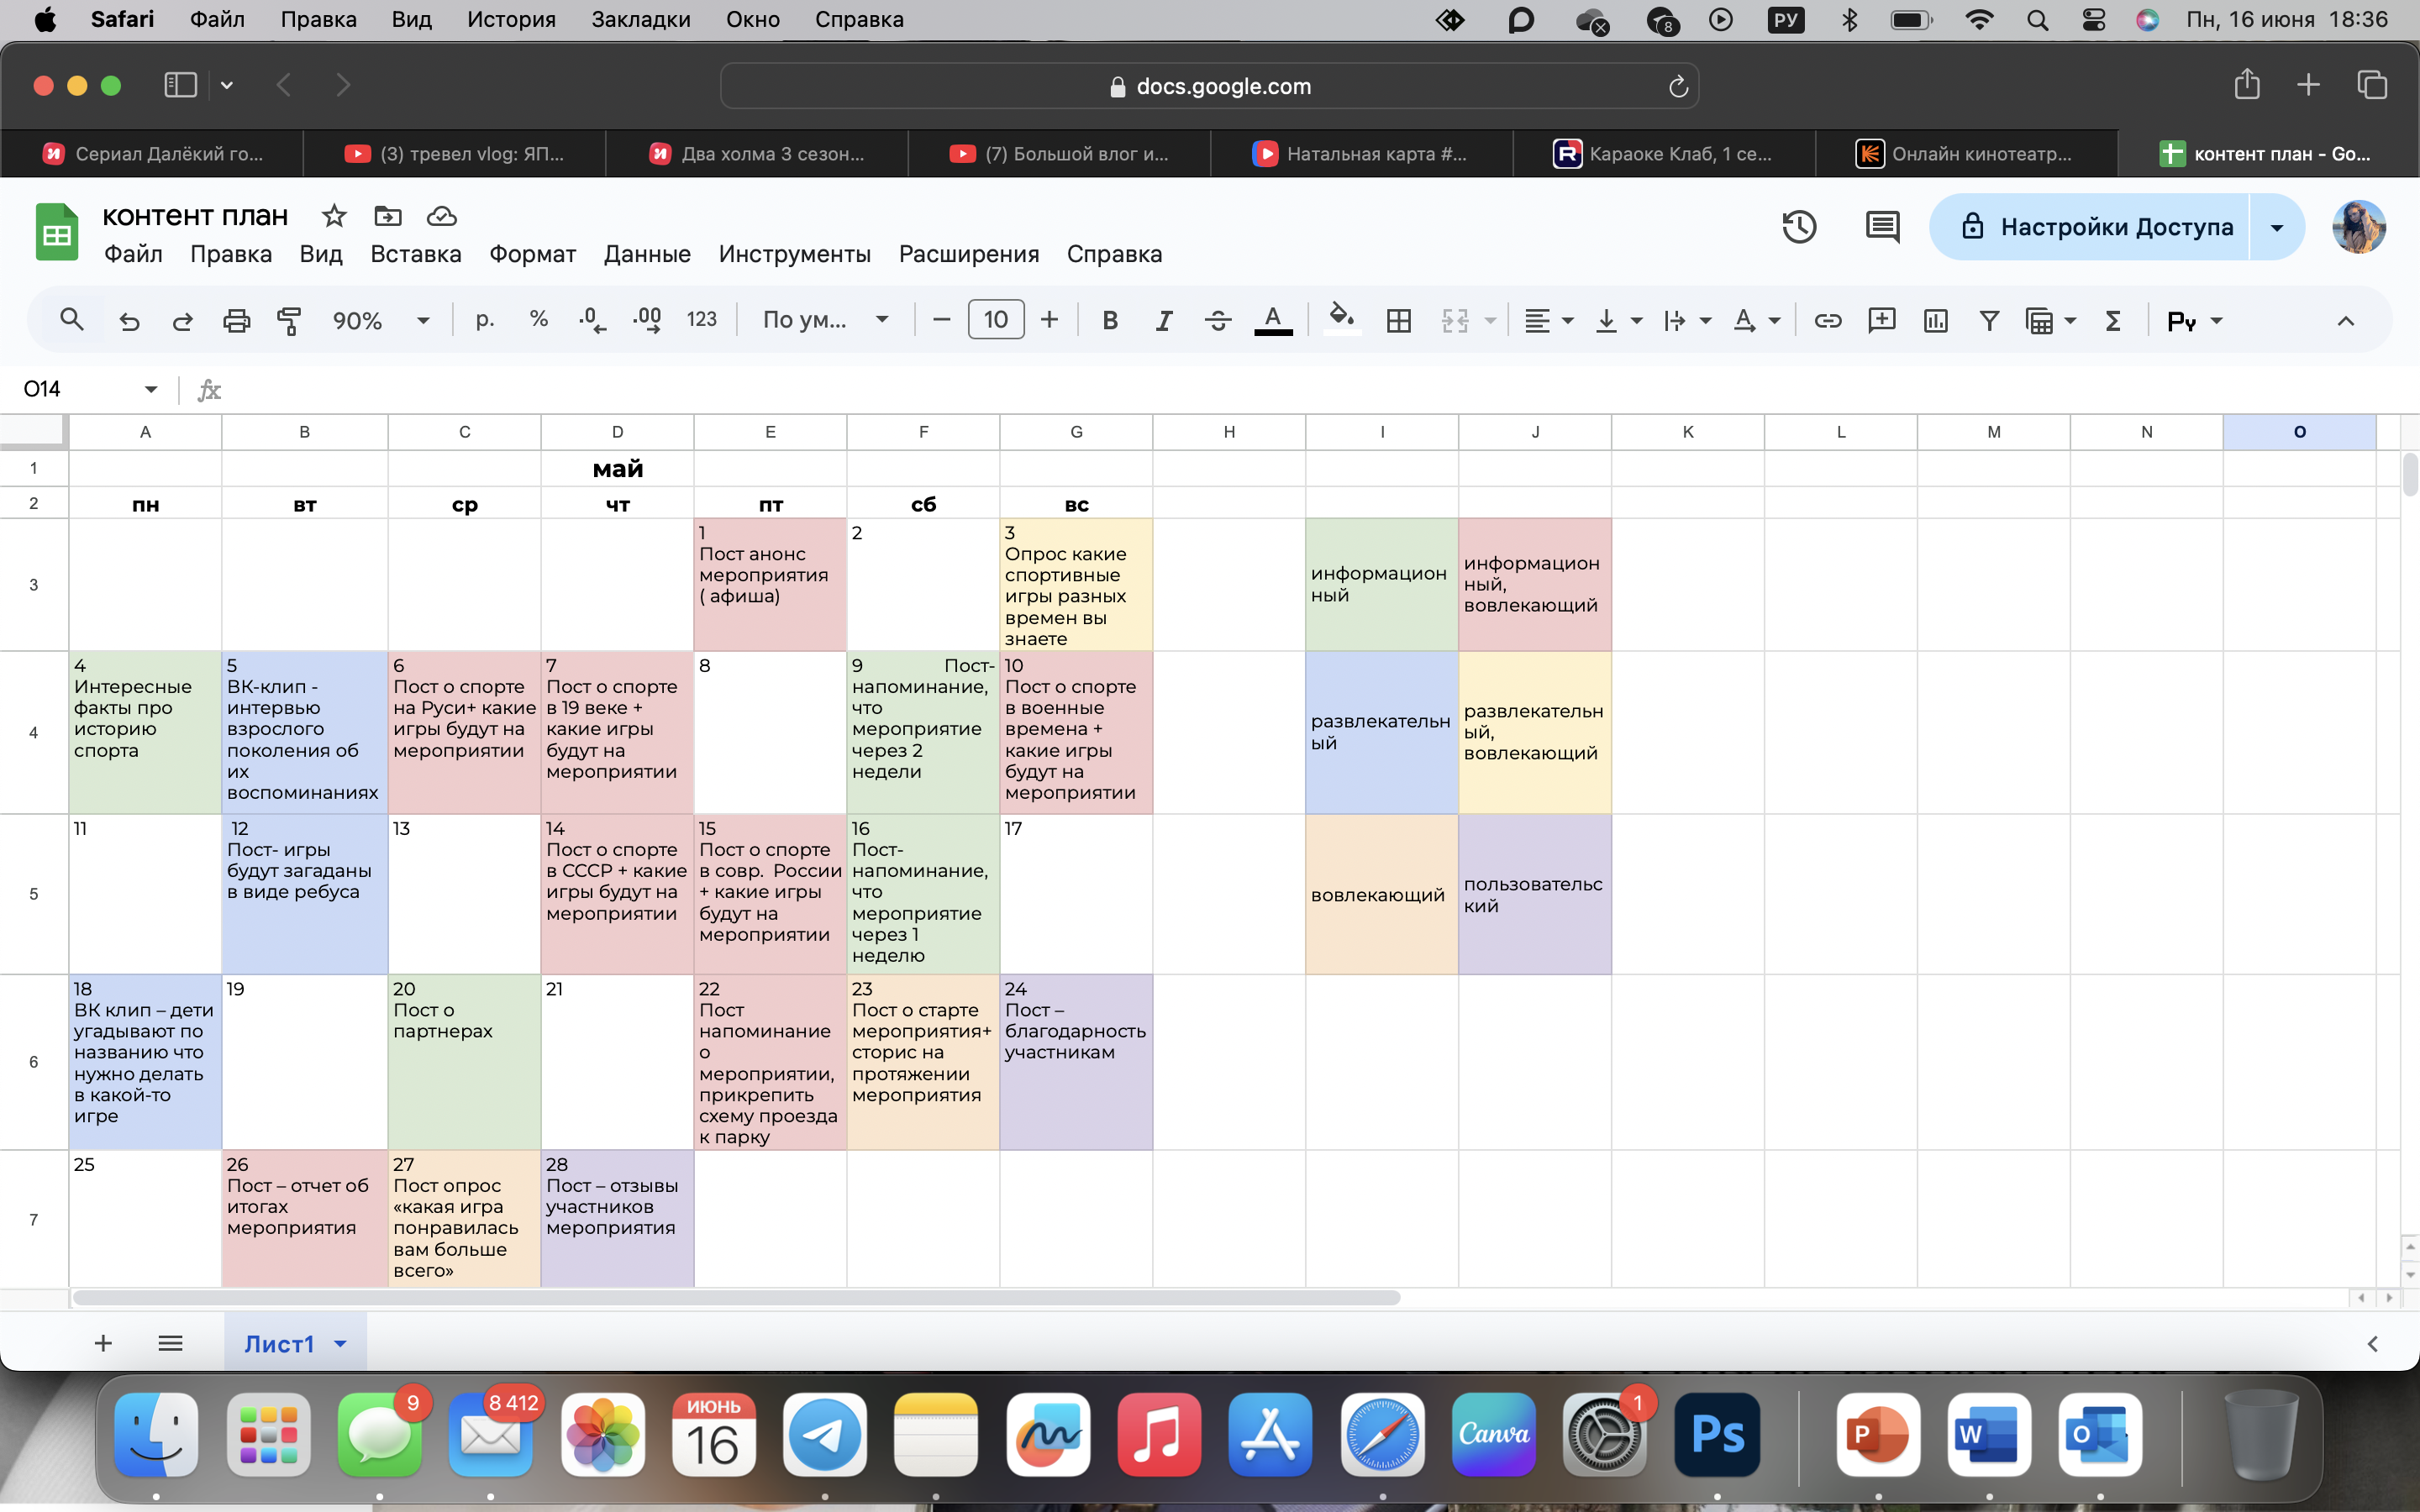 Safari Файл Правка Вид История Закладки Окно Справка
8
РУ
Пн, 16 июня 18:36
docs.google.com
Сериал Далёкий го...
(3) тревел vlog: ЯП...
Два холма 3 сезон...
(7) Большой влог и...
Натальная карта #...
Караоке Клаб, 1 се...
Онлайн кинотеатр...
контент план - Go...
контент план
Настройки Доступа
Файл Правка Вид Вставка Формат Данные Инструменты Расширения Справка
90% р. % .0 .00 123 По ум... 10 B I A Σ
O14 fx
A B C D E F G H I J K L M N O
1
май
2
пн вт ср чт пт сб вс
3
1
Пост анонс
мероприятия
( афиша)
2
3
Опрос какие
спортивные
игры разных
времен вы
знаете
информацион
ный
информацион
ный,
вовлекающий
4
4
Интересные
факты про
историю
спорта
5
ВК-клип -
интервью
взрослого
поколения об
их
воспоминаниях
6
Пост о спорте
на Руси+ какие
игры будут на
мероприятии
7
Пост о спорте
в 19 веке +
какие игры
будут на
мероприятии
8
9 Пост-
напоминание,
что
мероприятие
через 2
недели
10
Пост о спорте
в военные
времена +
какие игры
будут на
мероприятии
развлекательн
ый
развлекательн
ый,
вовлекающий
5
11
12
Пост- игры
будут загаданы
в виде ребуса
13
14
Пост о спорте
в СССР + какие
игры будут на
мероприятии
15
Пост о спорте
в совр. России
+ какие игры
будут на
мероприятии
16
Пост-
напоминание,
что
мероприятие
через 1
неделю
17
вовлекающий
пользовательс
кий
6
18
ВК клип – дети
угадывают по
названию что
нужно делать
в какой-то
игре
19
20
Пост о
партнерах
21
22
Пост
напоминание
о
мероприятии,
прикрепить
схему проезда
к парку
23
Пост о старте
мероприятия+
сторис на
протяжении
мероприятия
24
Пост –
благодарность
участникам
7
25
26
Пост – отчет об
итогах
мероприятия
27
Пост опрос
«какая игра
понравилась
вам больше
всего»
28
Пост – отзывы
участников
мероприятия
Лист1
9
8 412
ИЮНЬ
16
Canva
1
Ps
P
W
O